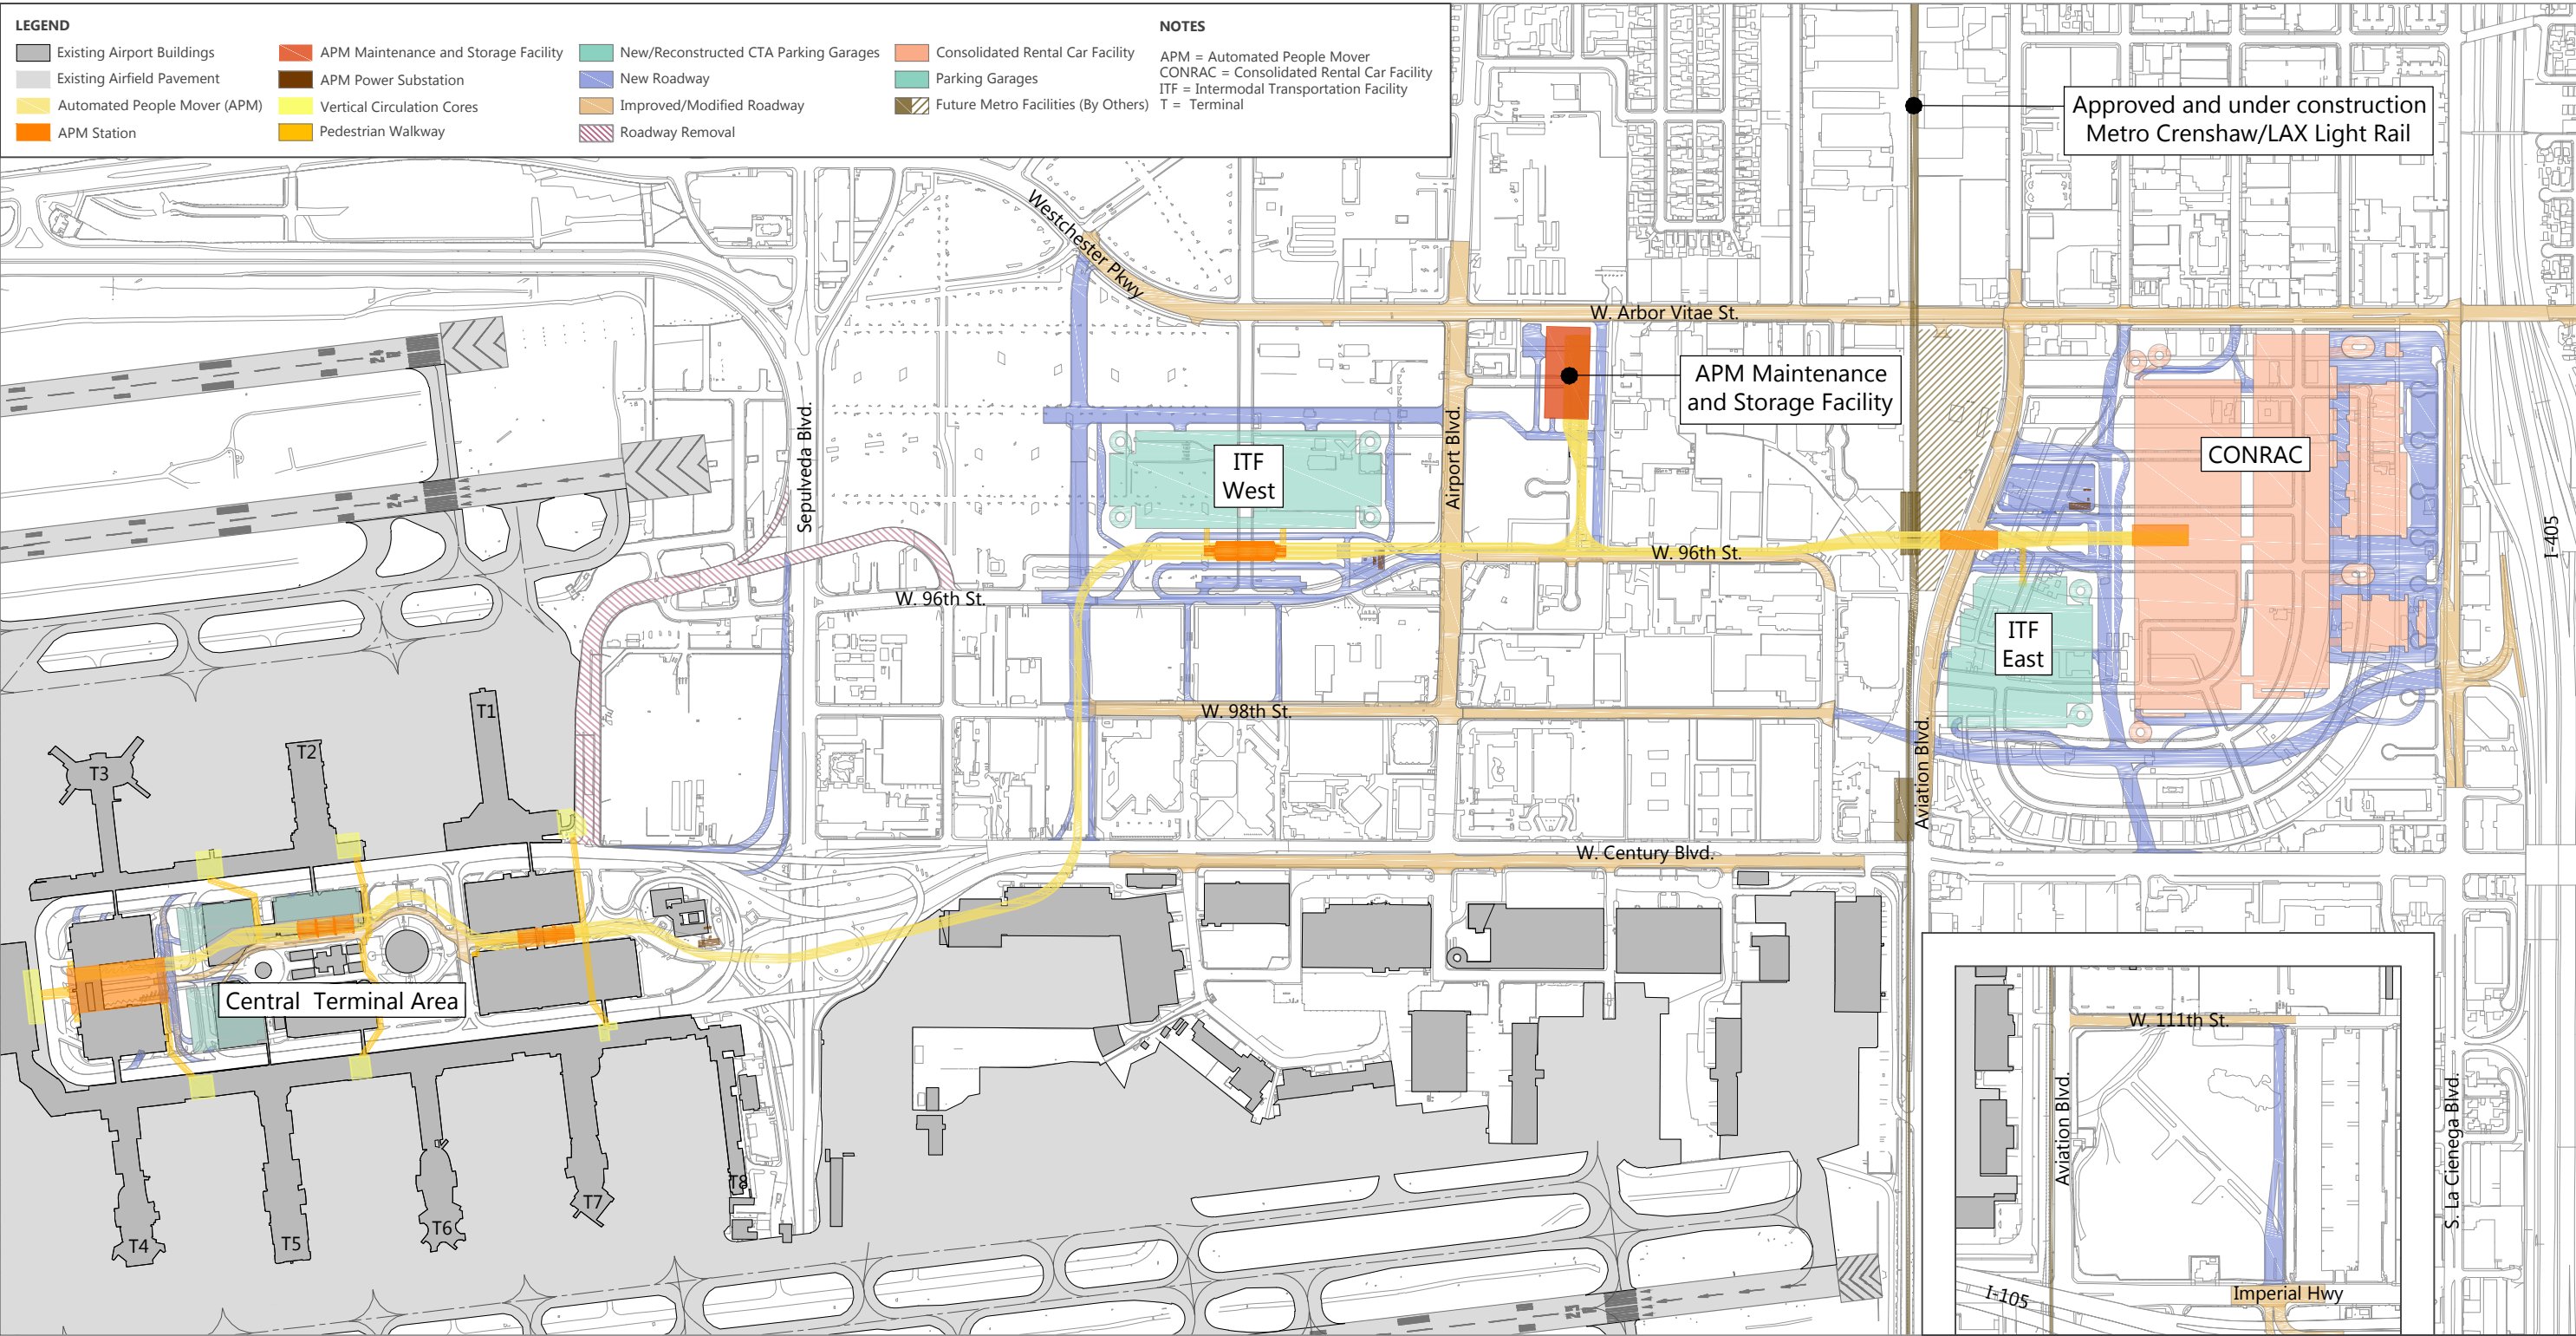 LEGEND
Existing Airport Buildings
Existing Airfield Pavement
Automated People Mover (APM)
APM Station
APM Maintenance and Storage Facility
APM Power Substation
Vertical Circulation Cores
Pedestrian Walkway
New/Reconstructed CTA Parking Garages
New Roadway
Improved/Modified Roadway
Roadway Removal
Consolidated Rental Car Facility
Parking Garages
Future Metro Facilities (By Others)
NOTES
APM = Automated People Mover
CONRAC = Consolidated Rental Car Facility
ITF = Intermodal Transportation Facility
T = Terminal
Approved and under construction
Metro Crenshaw/LAX Light Rail
Westchester Pkwy
W. Arbor Vitae St.
APM Maintenance
and Storage Facility
Sepulveda Blvd.
Airport Blvd.
ITF
West
CONRAC
I-405
W. 96th St.
W. 96th St.
ITF
East
W. 98th St.
Aviation Blvd.
W. Century Blvd.
T1
T2
T3
Central Terminal Area
T4
T5
T6
T7
T8
24
24
25
W. 111th St.
Aviation Blvd.
S. La Cienega Blvd.
I-105
Imperial Hwy